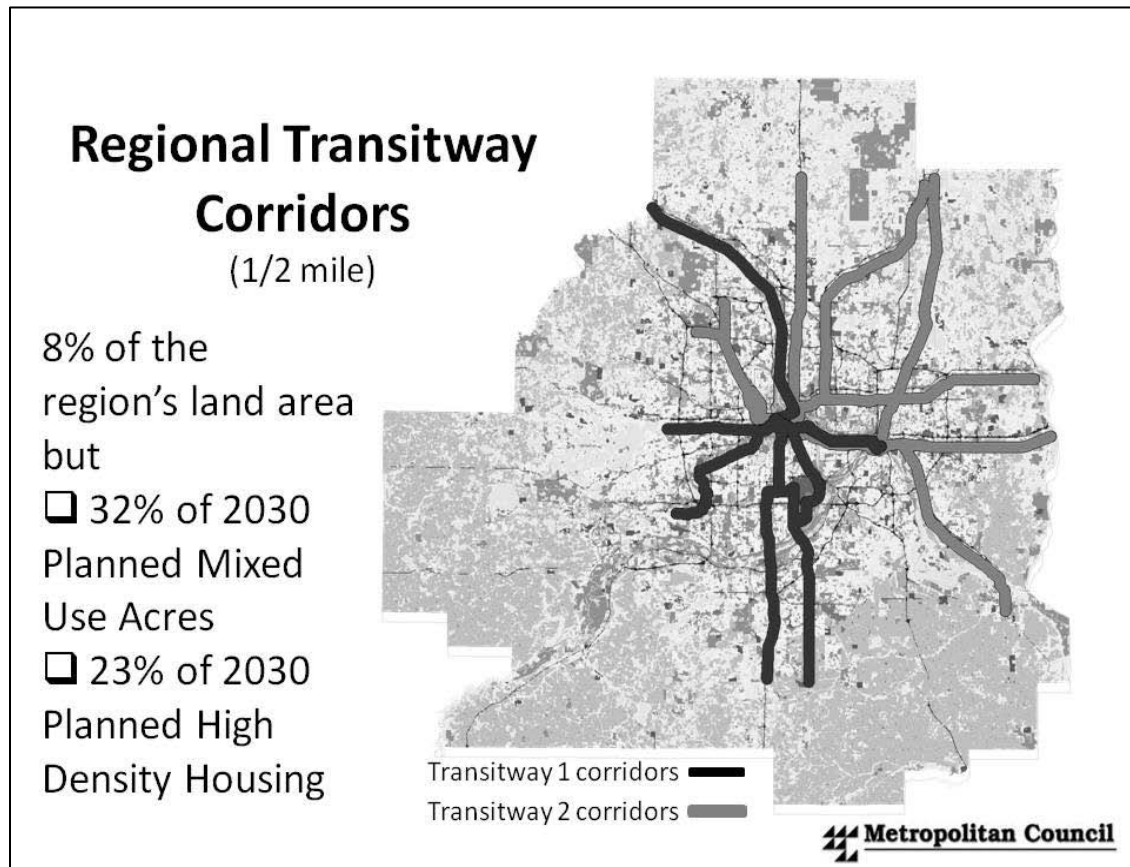 Regional Transitway
Corridors
(1/2 mile)
8% of the
region’s land area
but
❑ 32% of 2030
Planned Mixed
Use Acres
❑ 23% of 2030
Planned High
Density Housing
Transitway 1 corridors
Transitway 2 corridors
Metropolitan Council